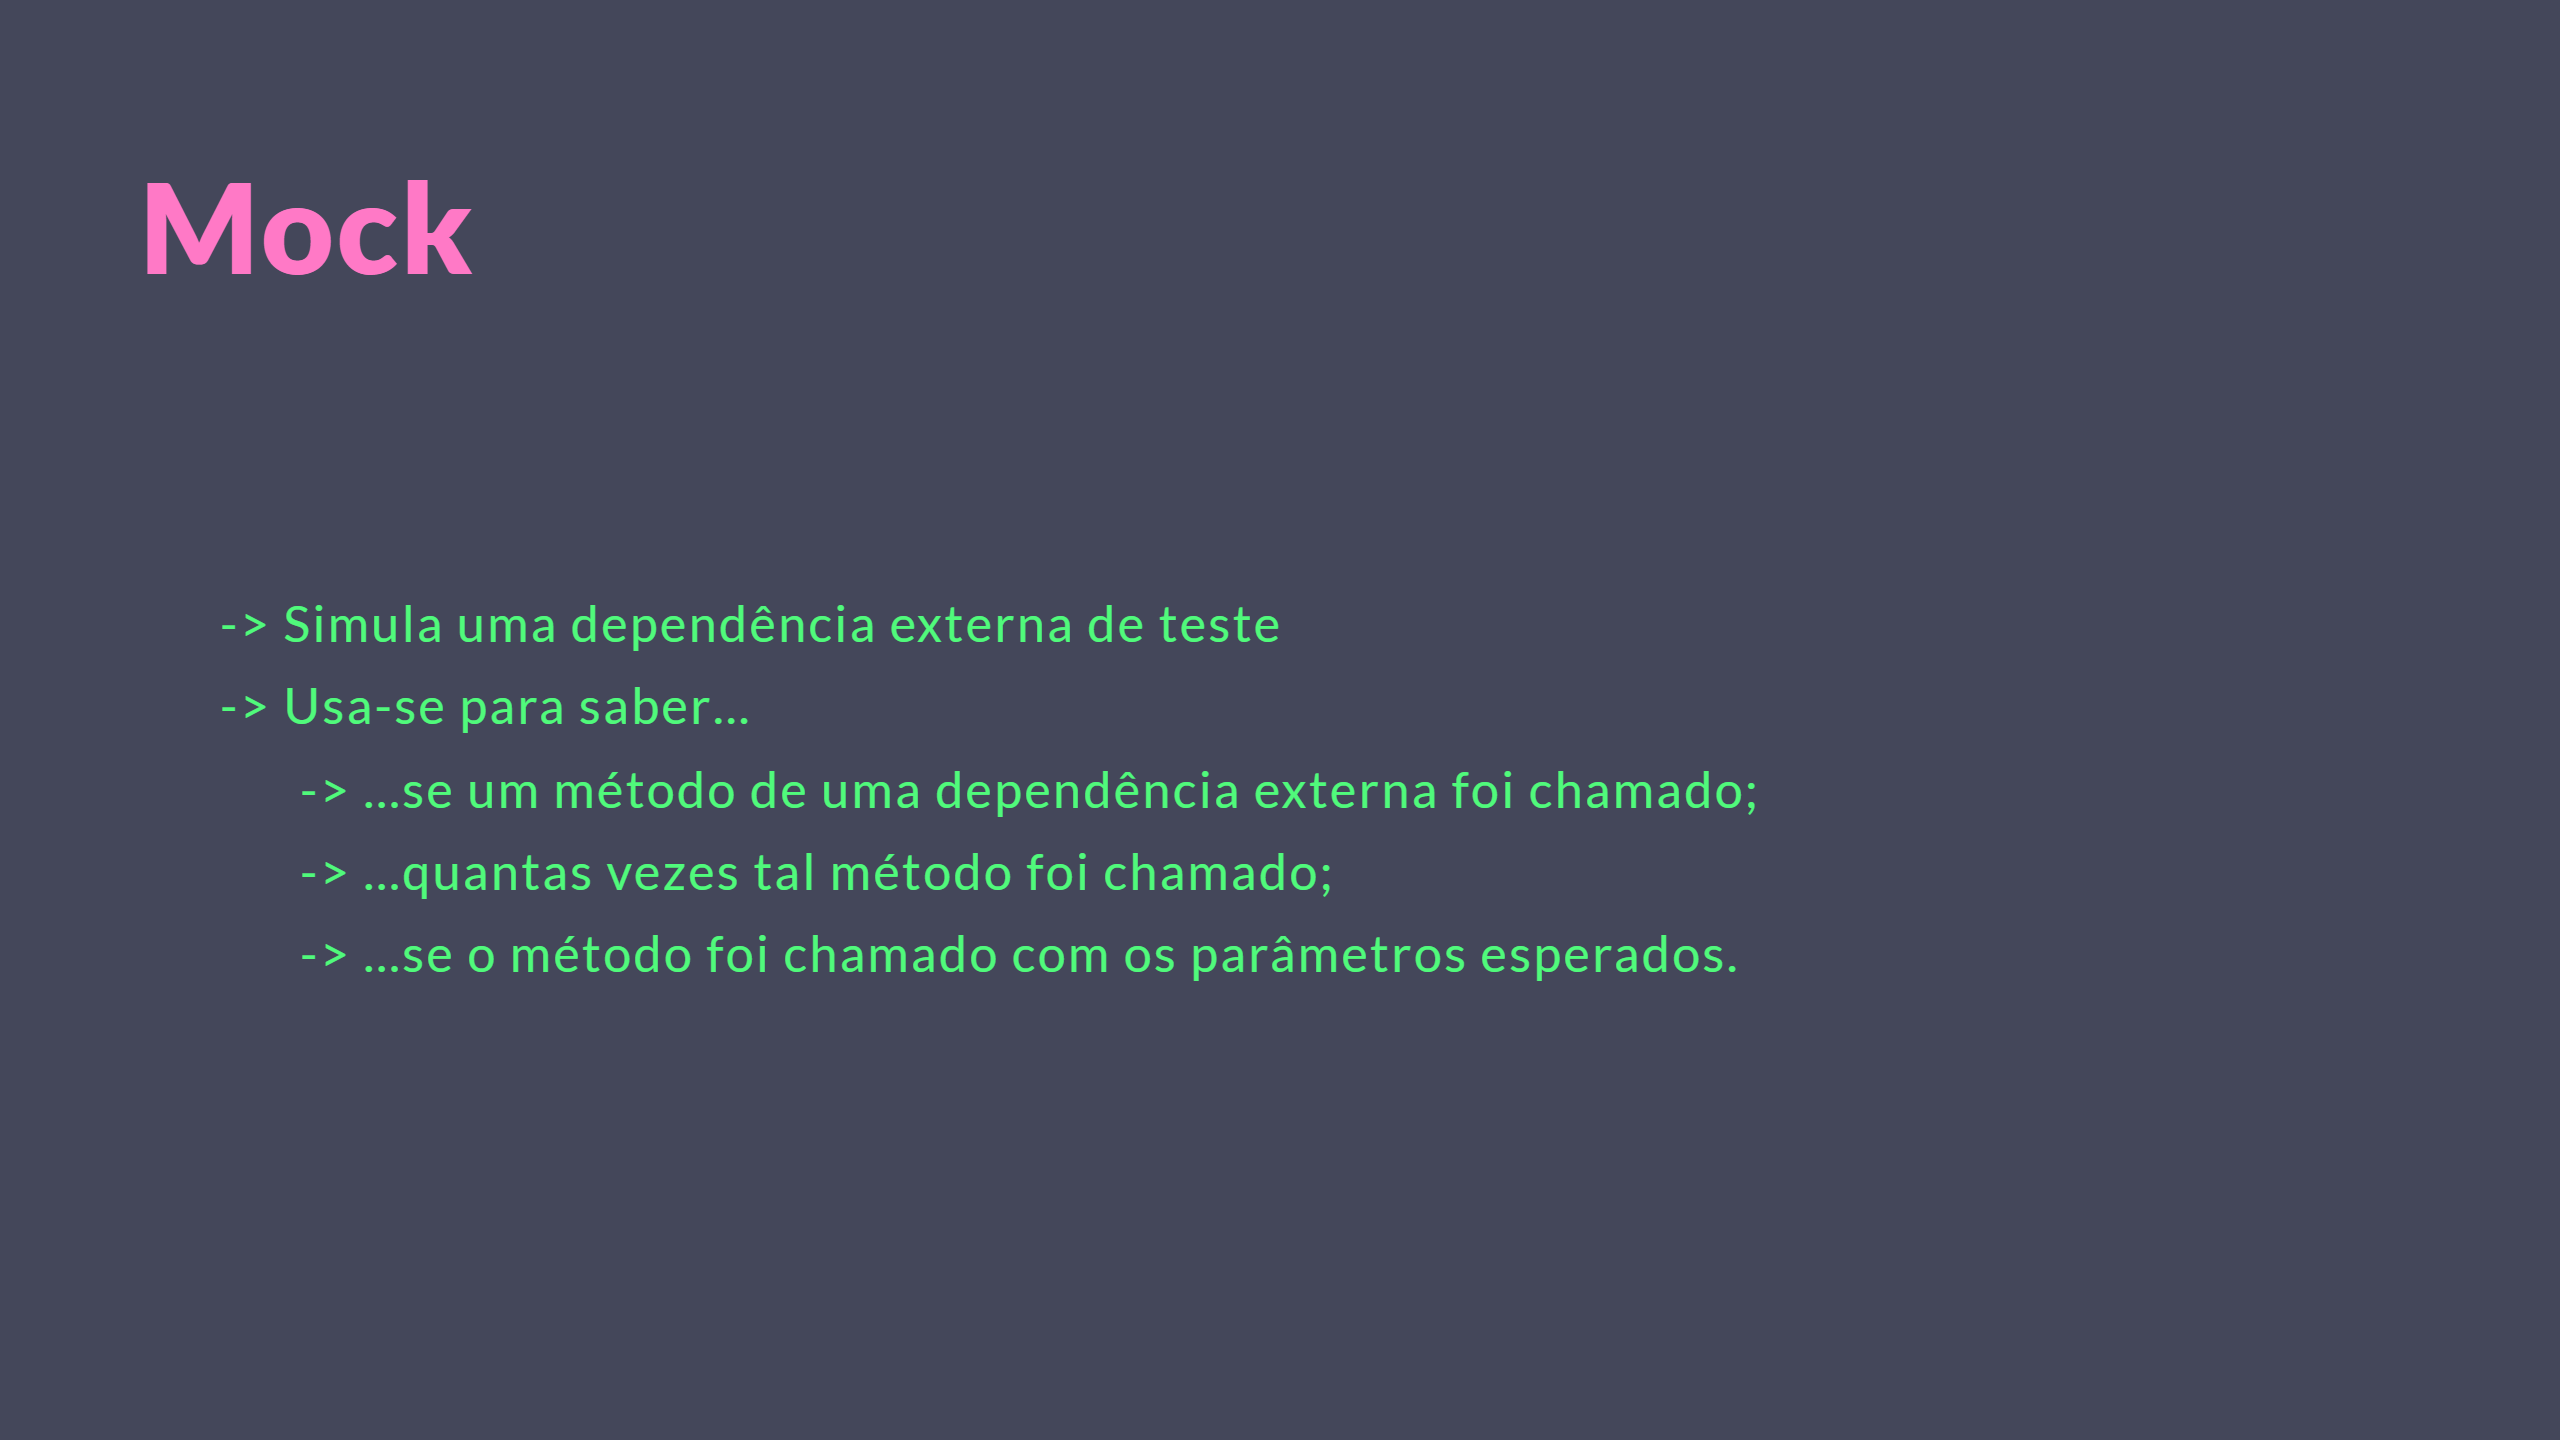 Mock
-> Simula uma dependência externa de teste
-> Usa-se para saber...
-> ...se um método de uma dependência externa foi chamado;
-> ...quantas vezes tal método foi chamado;
-> ...se o método foi chamado com os parâmetros esperados.